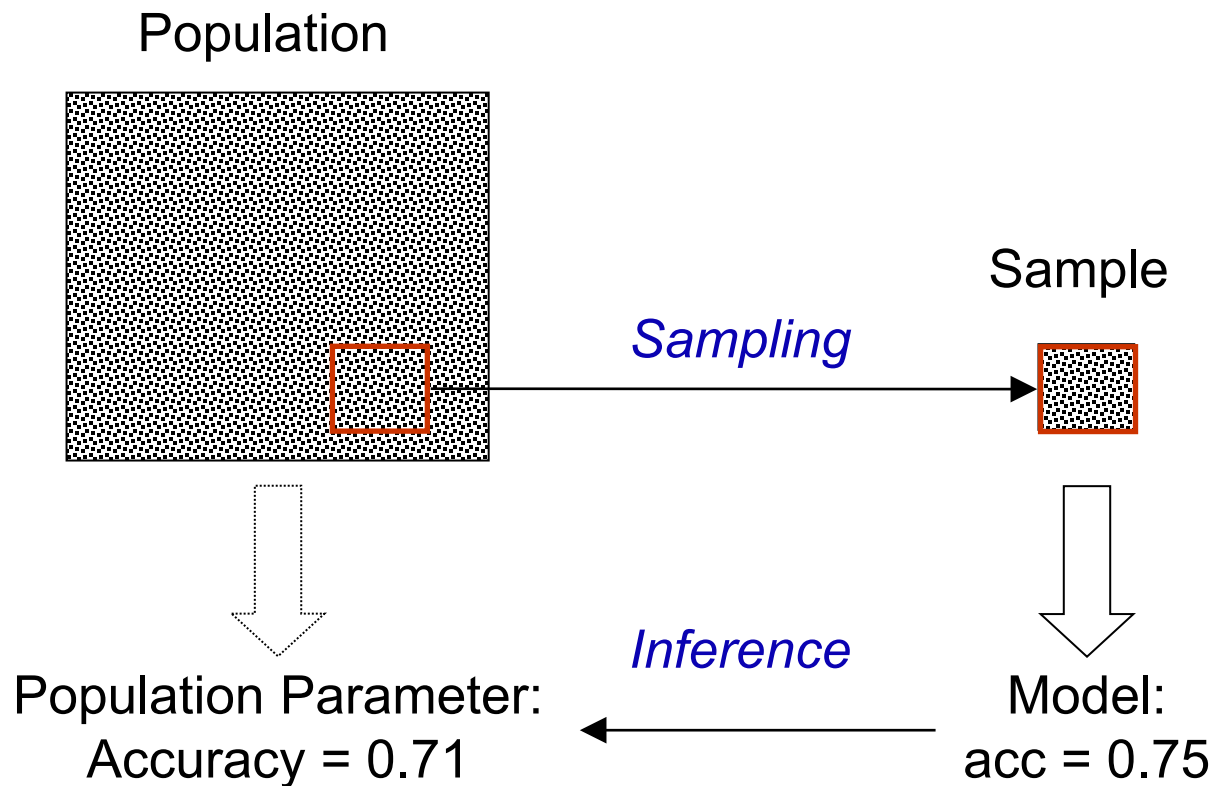 Population
Sample
Sampling
Inference
Population Parameter:
Accuracy = 0.71
Model:
acc = 0.75